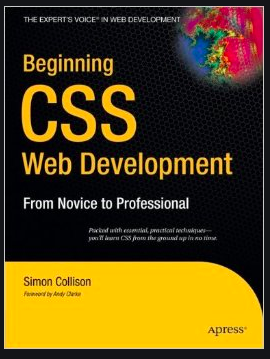 THE EXPERT'S VOICE® IN WEB DEVELOPMENT
Beginning
CSS
Web Development
From Novice to Professional
Packed with essential, practical techniques—
you'll learn CSS from the ground up in no time.
Simon Collison
Foreword by Andy Clarke
Apress®